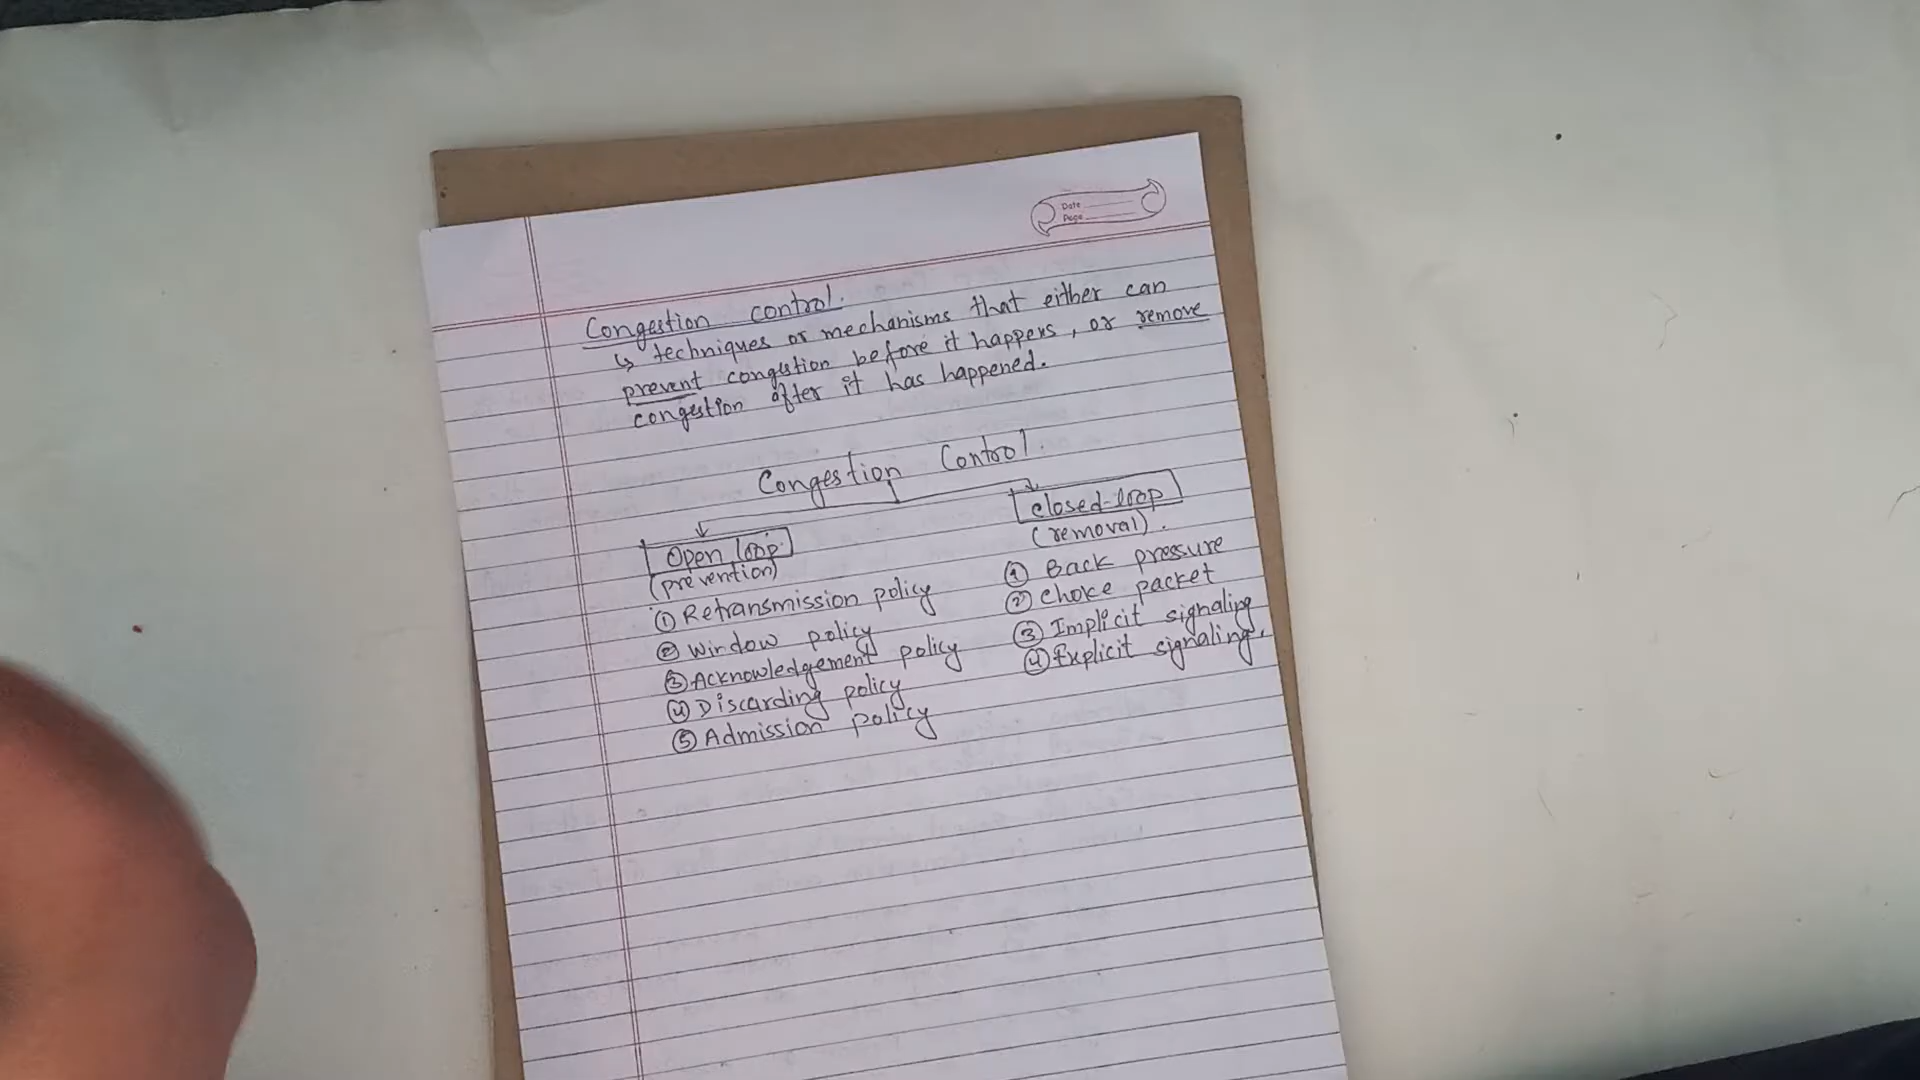 Date
Page
Congestion control.
↳ techniques or mechanisms that either can
prevent congestion before it happens, or remove
congestion after it has happened.
Congestion Control.
Open loop
(prevention)
① Retransmission policy
② Window policy
③ Acknowledgement policy
④ Discarding policy
⑤ Admission policy
closed-loop
(removal).
① Back pressure
② choke packet
③ Implicit signaling
④ Explicit signaling.